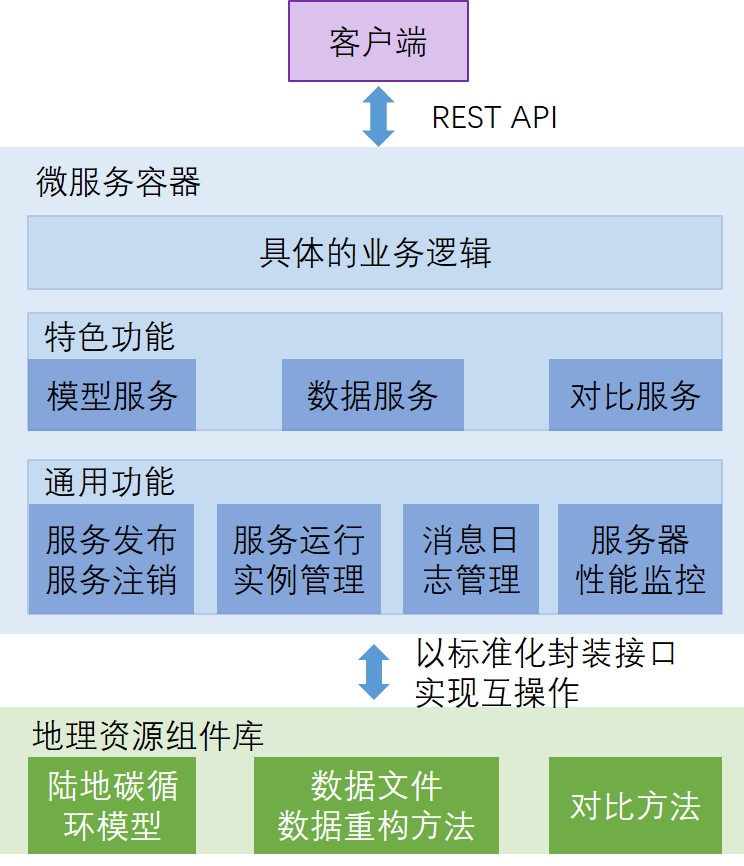 客户端
REST API
微服务容器
具体的业务逻辑
特色功能
模型服务
数据服务
对比服务
通用功能
服务发布
服务注销
服务运行
实例管理
消息日
志管理
服务器
性能监控
以标准化封装接口
实现互操作
地理资源组件库
陆地碳循
环模型
数据文件
数据重构方法
对比方法